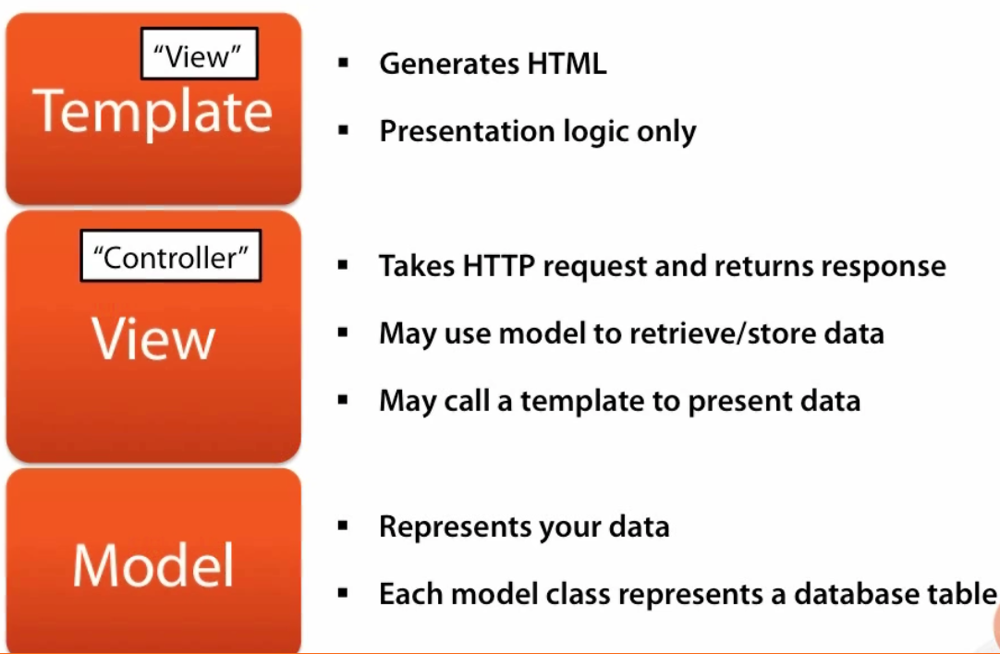 “View”
Template
▪ Generates HTML
▪ Presentation logic only
“Controller”
View
▪ Takes HTTP request and returns response
▪ May use model to retrieve/store data
▪ May call a template to present data
Model
▪ Represents your data
▪ Each model class represents a database table